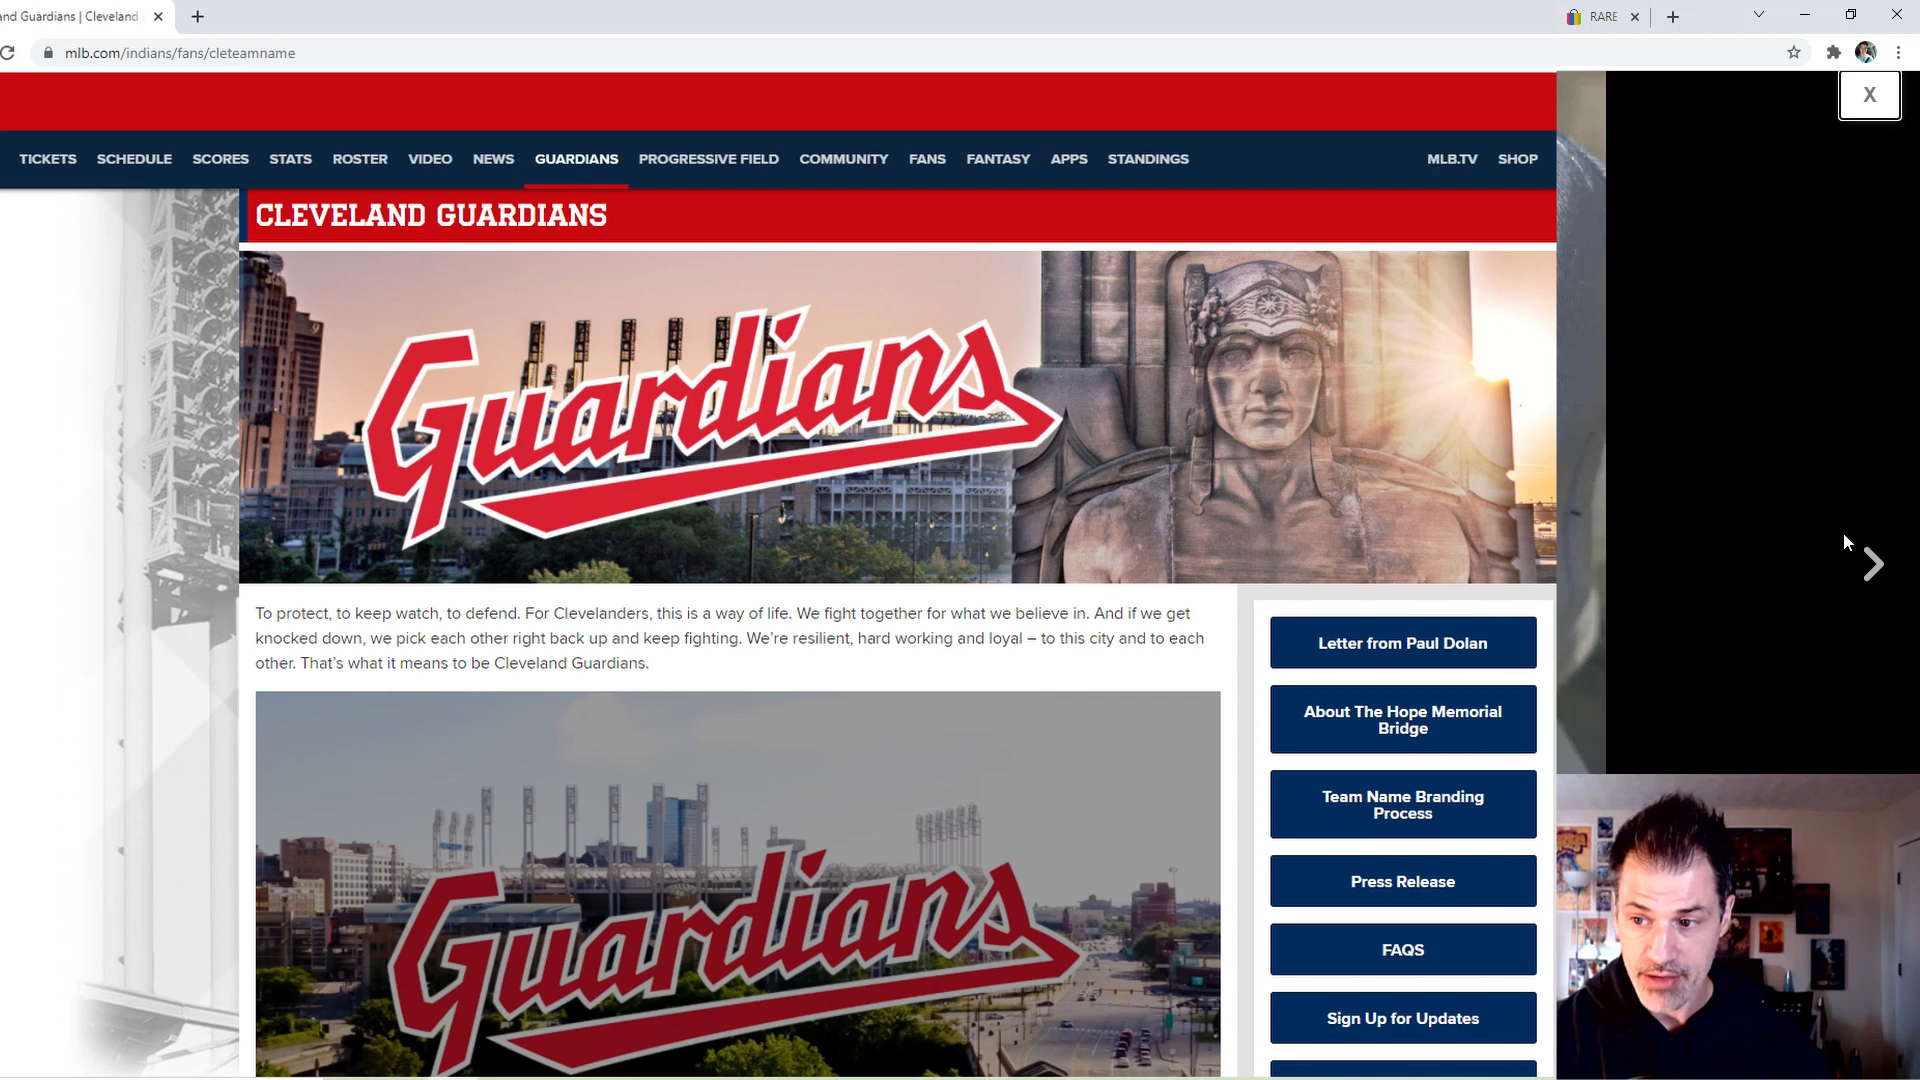 and Guardians | Cleveland
RARE
mlb.com/indians/fans/cleteamname
X
TICKETS SCHEDULE SCORES STATS ROSTER VIDEO NEWS GUARDIANS PROGRESSIVE FIELD COMMUNITY FANS FANTASY APPS STANDINGS MLB.TV SHOP
CLEVELAND GUARDIANS
Guardians
To protect, to keep watch, to defend. For Clevelanders, this is a way of life. We fight together for what we believe in. And if we get
knocked down, we pick each other right back up and keep fighting. We're resilient, hard working and loyal – to this city and to each
other. That's what it means to be Cleveland Guardians.
Guardians
Letter from Paul Dolan
About The Hope Memorial
Bridge
Team Name Branding
Process
Press Release
FAQS
Sign Up for Updates